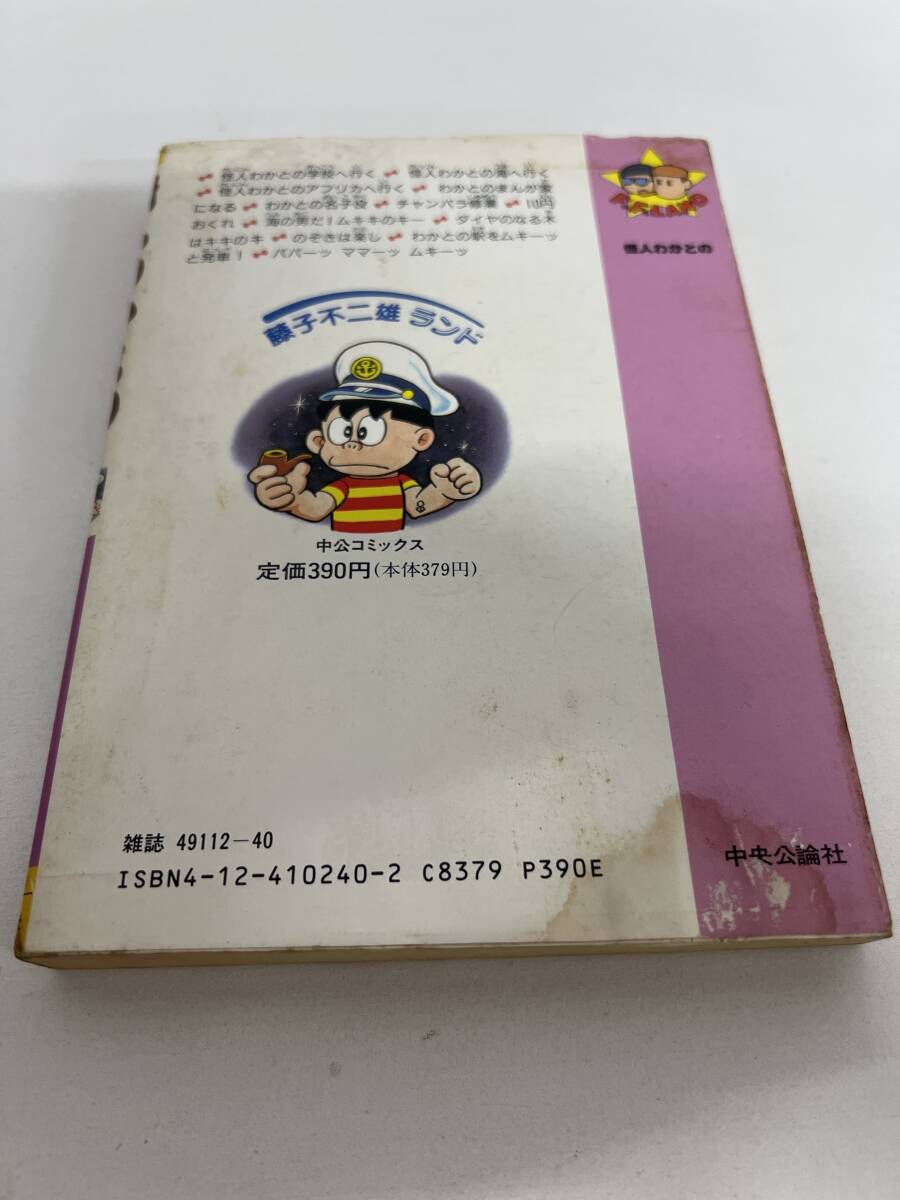 怪人わかとの学校へ行く 怪人わかとの海へ行く
怪人わかとのアフリカへ行く わかとのまんが家
になる わかとの名子役 チャンバラ修業 川内
おくれ 海の男だ!ムキキのキー ダイヤのなる木
はキキのキ のぞきは楽し わかとの駅をムキーッ
と発車! パパーッ ママーッ ムキーッ
藤子不二雄 ランド
中公コミックス
定価390円(本体379円)
雑誌 49112-40
ISBN4-12-410240-2 C8379 P390E
怪人わかとの
中央公論社